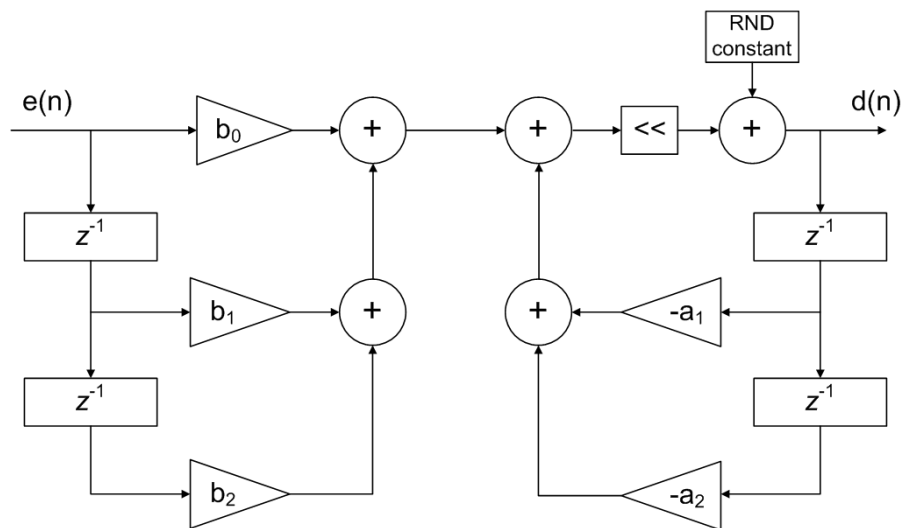 RND
constant
e(n)
d(n)
b₀
+
+
<<
+
z⁻¹
z⁻¹
b₁
+
+
-a₁
z⁻¹
z⁻¹
b₂
-a₂